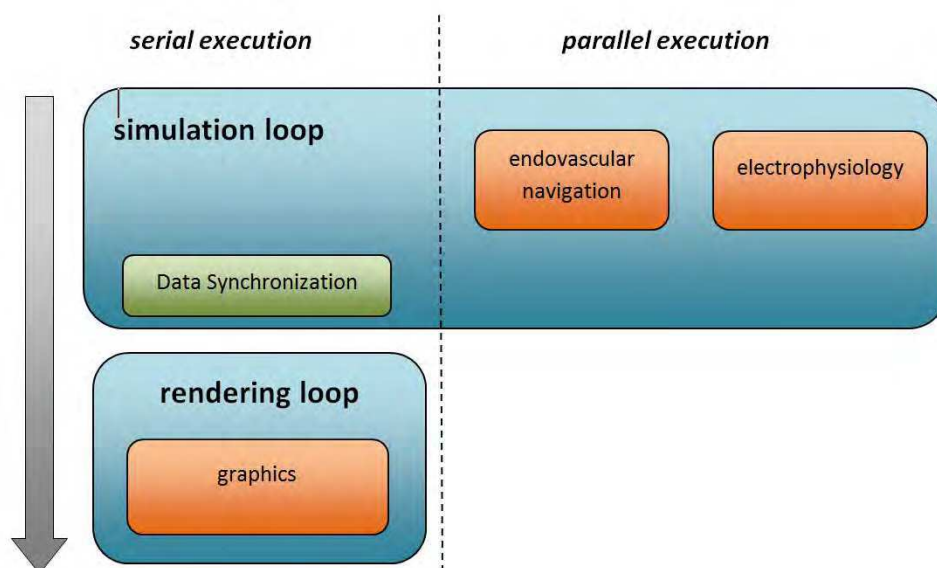 serial execution
parallel execution
simulation loop
endovascular
navigation
electrophysiology
Data Synchronization
rendering loop
graphics